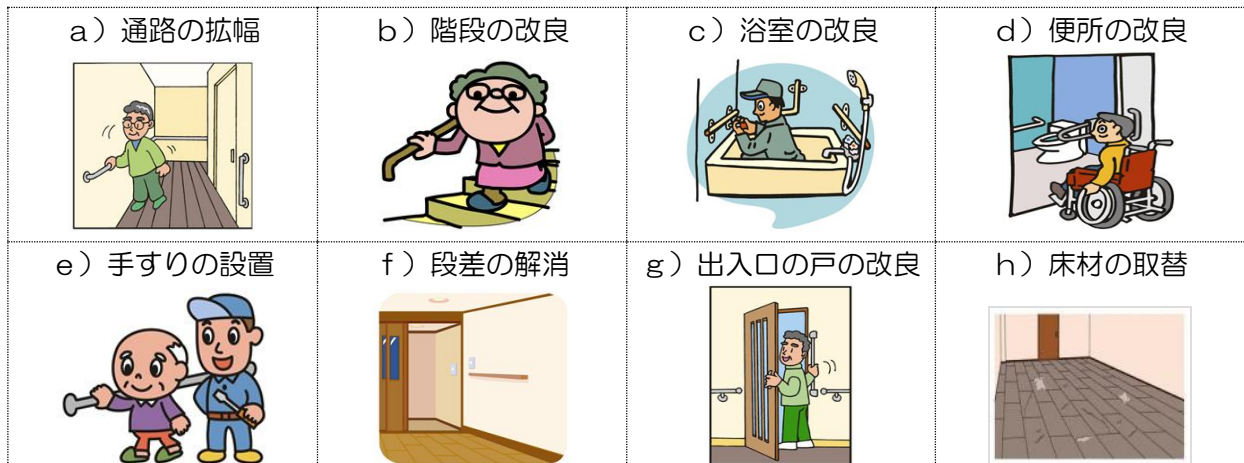 a）通路の拡幅
b）階段の改良
c）浴室の改良
d）便所の改良
e）手すりの設置
f）段差の解消
g）出入口の戸の改良
h）床材の取替